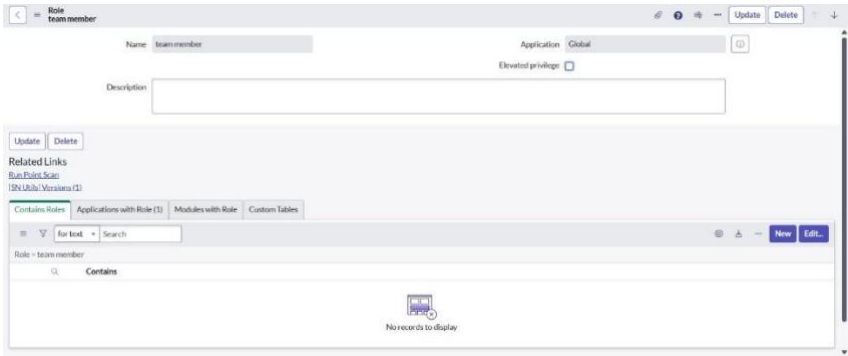 Role
team member
Update Delete
Name team member
Application Global
Elevated privilege
Description
Update Delete
Related Links
Run Point Scan
[SN Utils] Versions (1)
Contains Roles Applications with Role (1) Modules with Role Custom Tables
for text Search New Edit...
Role = team member
Contains
No records to display